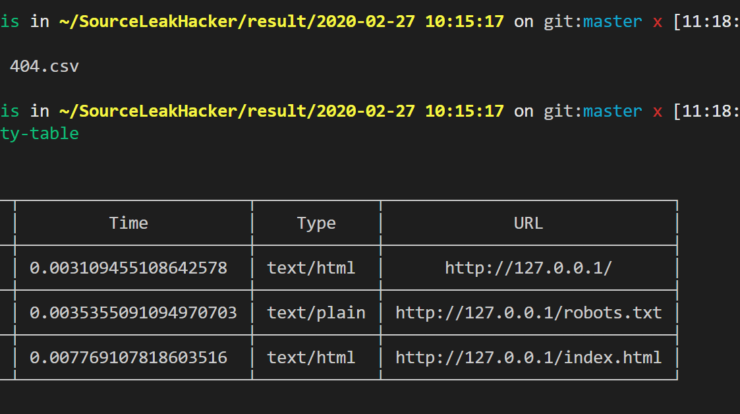 is in ~/SourceLeakHacker/result/2020-02-27 10:15:17 on git:master x [11:18:
404.csv
is in ~/SourceLeakHacker/result/2020-02-27 10:15:17 on git:master x [11:18:
ty-table
Time Type URL
0.003109455108642578 text/html http://127.0.0.1/
0.0035355091094970703 text/plain http://127.0.0.1/robots.txt
0.007769107818603516 text/html http://127.0.0.1/index.html